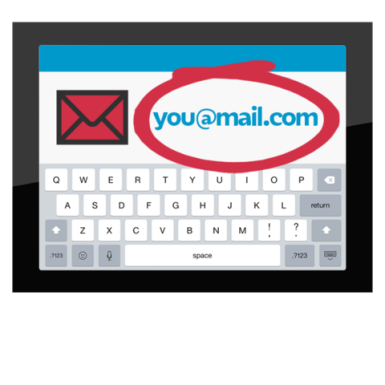 you@mail.com
Q W E R T Y U I O P
A S D F G H J K L return
Z X C V B N M ! , ? .
.?123 space .?123